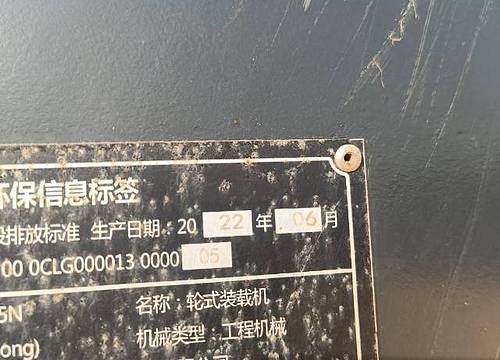 环保信息标签
段排放标准 生产日期: 20 22 年 06 月
00 0CLG000013 0000 05
5N 名称: 轮式装载机
ong) 机械类型: 工程机械